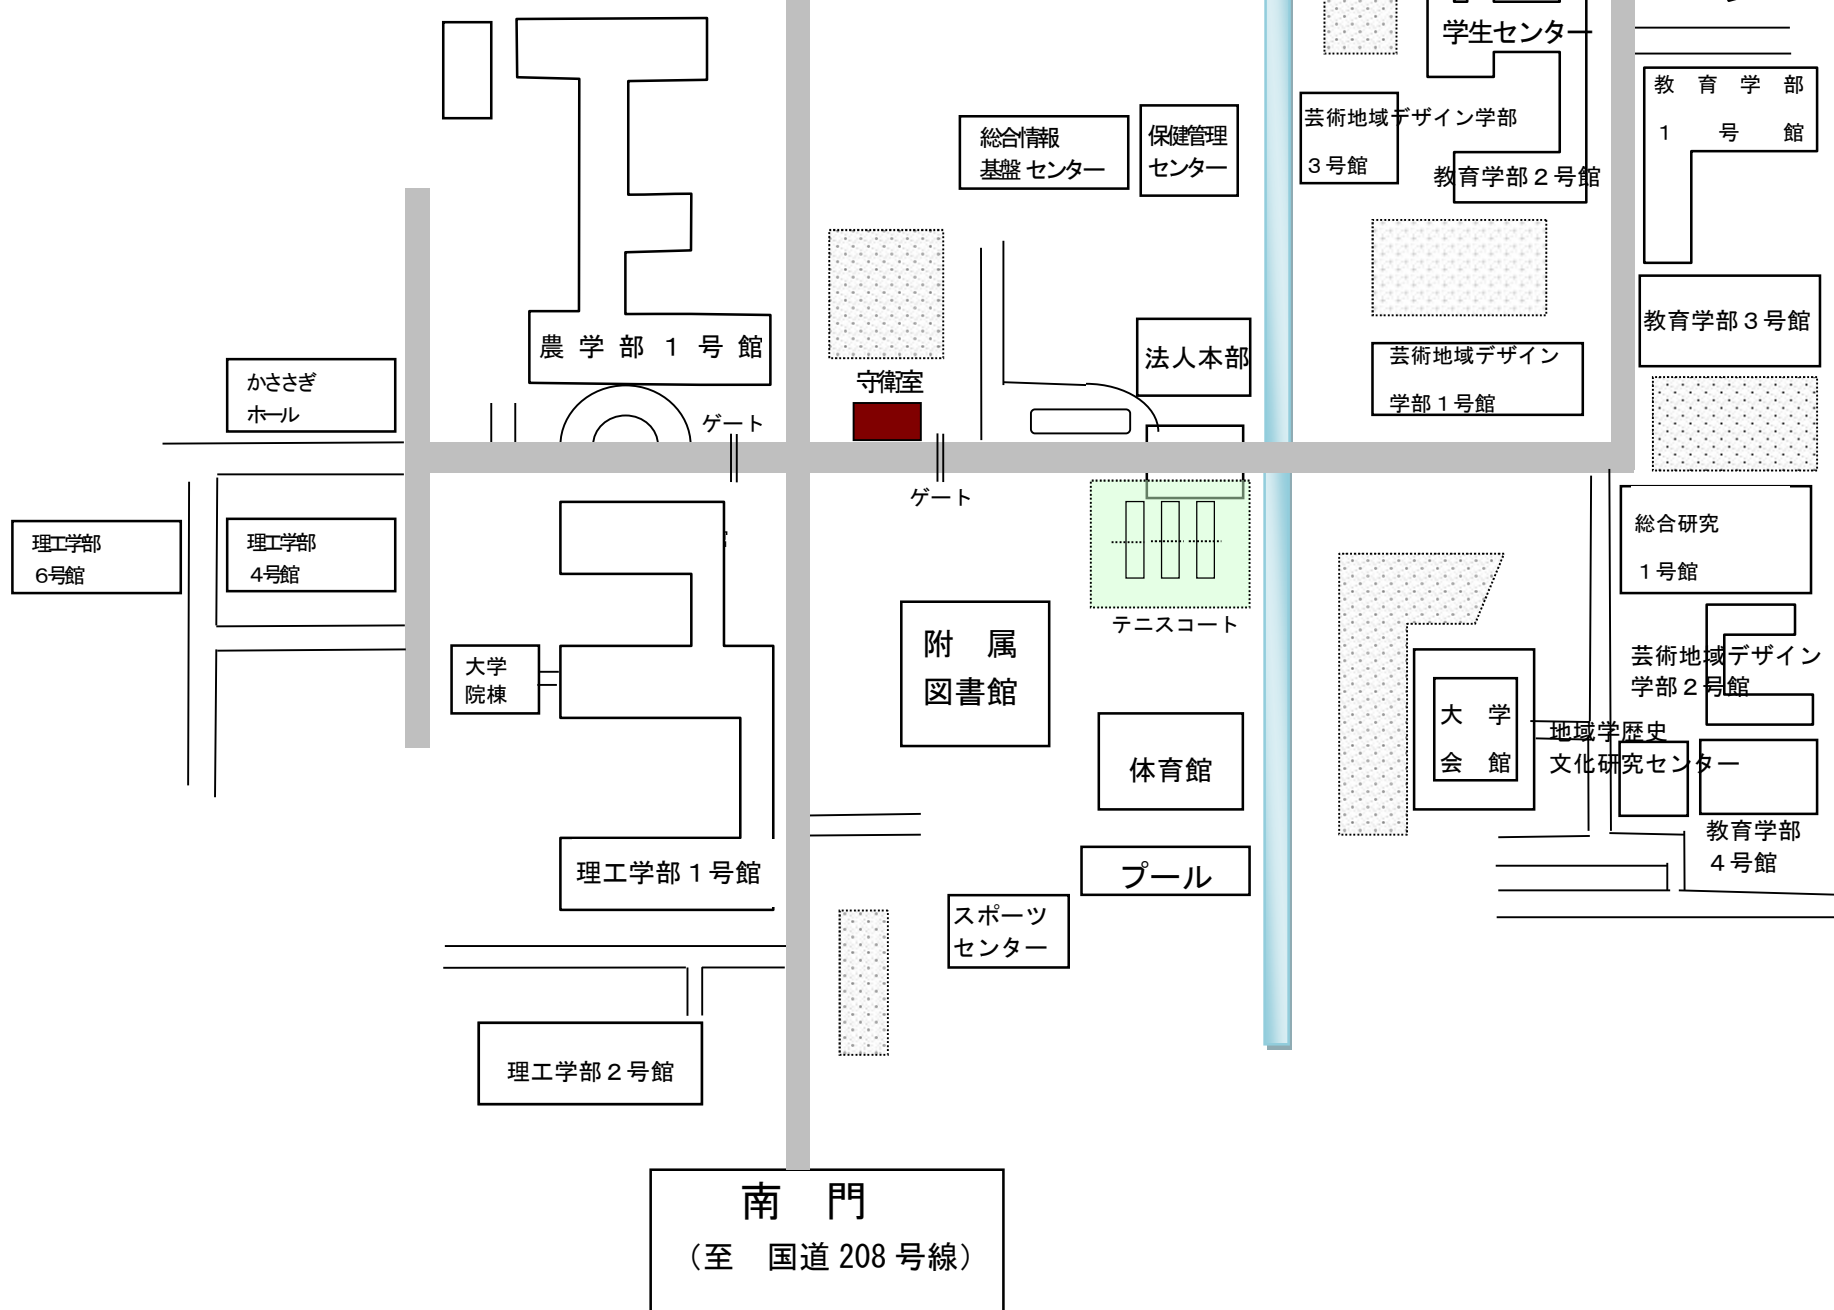 学生センター
教　育　学　部
１　号　館
芸術地域デザイン学部
３号館
教育学部２号館
総合情報
基盤 センター
保健管理
センター
教育学部３号館
農 学 部 １ 号 館
法人本部
芸術地域デザイン
学部１号館
かささぎ
ホール
守衛室
ゲート
ゲート
総合研究
１号館
理工学部
6号館
理工学部
4号館
テニスコート
附　属
図書館
大学
院棟
芸術地域デザイン
学部２号館
大　学
会　館
地域学歴史
文化研究センター
体育館
教育学部
４号館
理工学部１号館
プール
スポーツ
センター
理工学部２号館
南　門
（至　国道 208 号線）